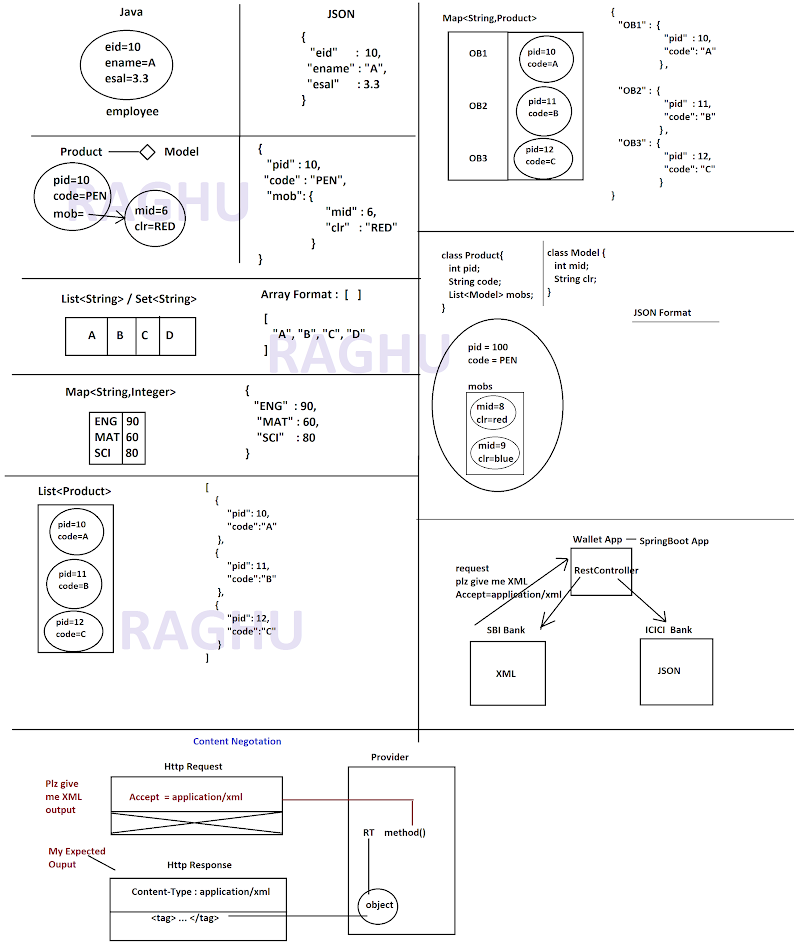 Java
eid=10
ename=A
esal=3.3
employee
JSON
{
"eid" : 10,
"ename" : "A",
"esal" : 3.3
}
Product Model
pid=10
code=PEN
mob=
mid=6
clr=RED
{
"pid" : 10,
"code" : "PEN",
"mob": {
"mid" : 6,
"clr" : "RED"
}
}
RAGHU
List<String> / Set<String>
A B C D
Array Format : [ ]
[
"A", "B", "C", "D"
]
RAGHU
Map<String,Integer>
ENG 90
MAT 60
SCI 80
{
"ENG" : 90,
"MAT" : 60,
"SCI" : 80
}
List<Product>
pid=10
code=A
pid=11
code=B
pid=12
code=C
[
{
"pid": 10,
"code":"A"
},
{
"pid": 11,
"code":"B"
},
{
"pid": 12,
"code":"C"
}
]
RAGHU
Map<String,Product>
OB1
pid=10
code=A
OB2
pid=11
code=B
OB3
pid=12
code=C
{
"OB1" : {
"pid" : 10,
"code": "A"
} ,
"OB2" : {
"pid" : 11,
"code": "B"
} ,
"OB3" : {
"pid" : 12,
"code": "C"
}
}
class Product{
int pid;
String code;
List<Model> mobs;
}
class Model {
int mid;
String clr;
}
JSON Format
pid = 100
code = PEN
mobs
mid=8
clr=red
mid=9
clr=blue
Wallet App — SpringBoot App
RestController
request
plz give me XML
Accept=application/xml
SBI Bank
XML
ICICI Bank
JSON
Content Negotation
Http Request
Plz give
me XML
output
Accept = application/xml
Provider
RT method()
object
My Expected
Ouput
Http Response
Content-Type : application/xml
<tag> ... </tag>